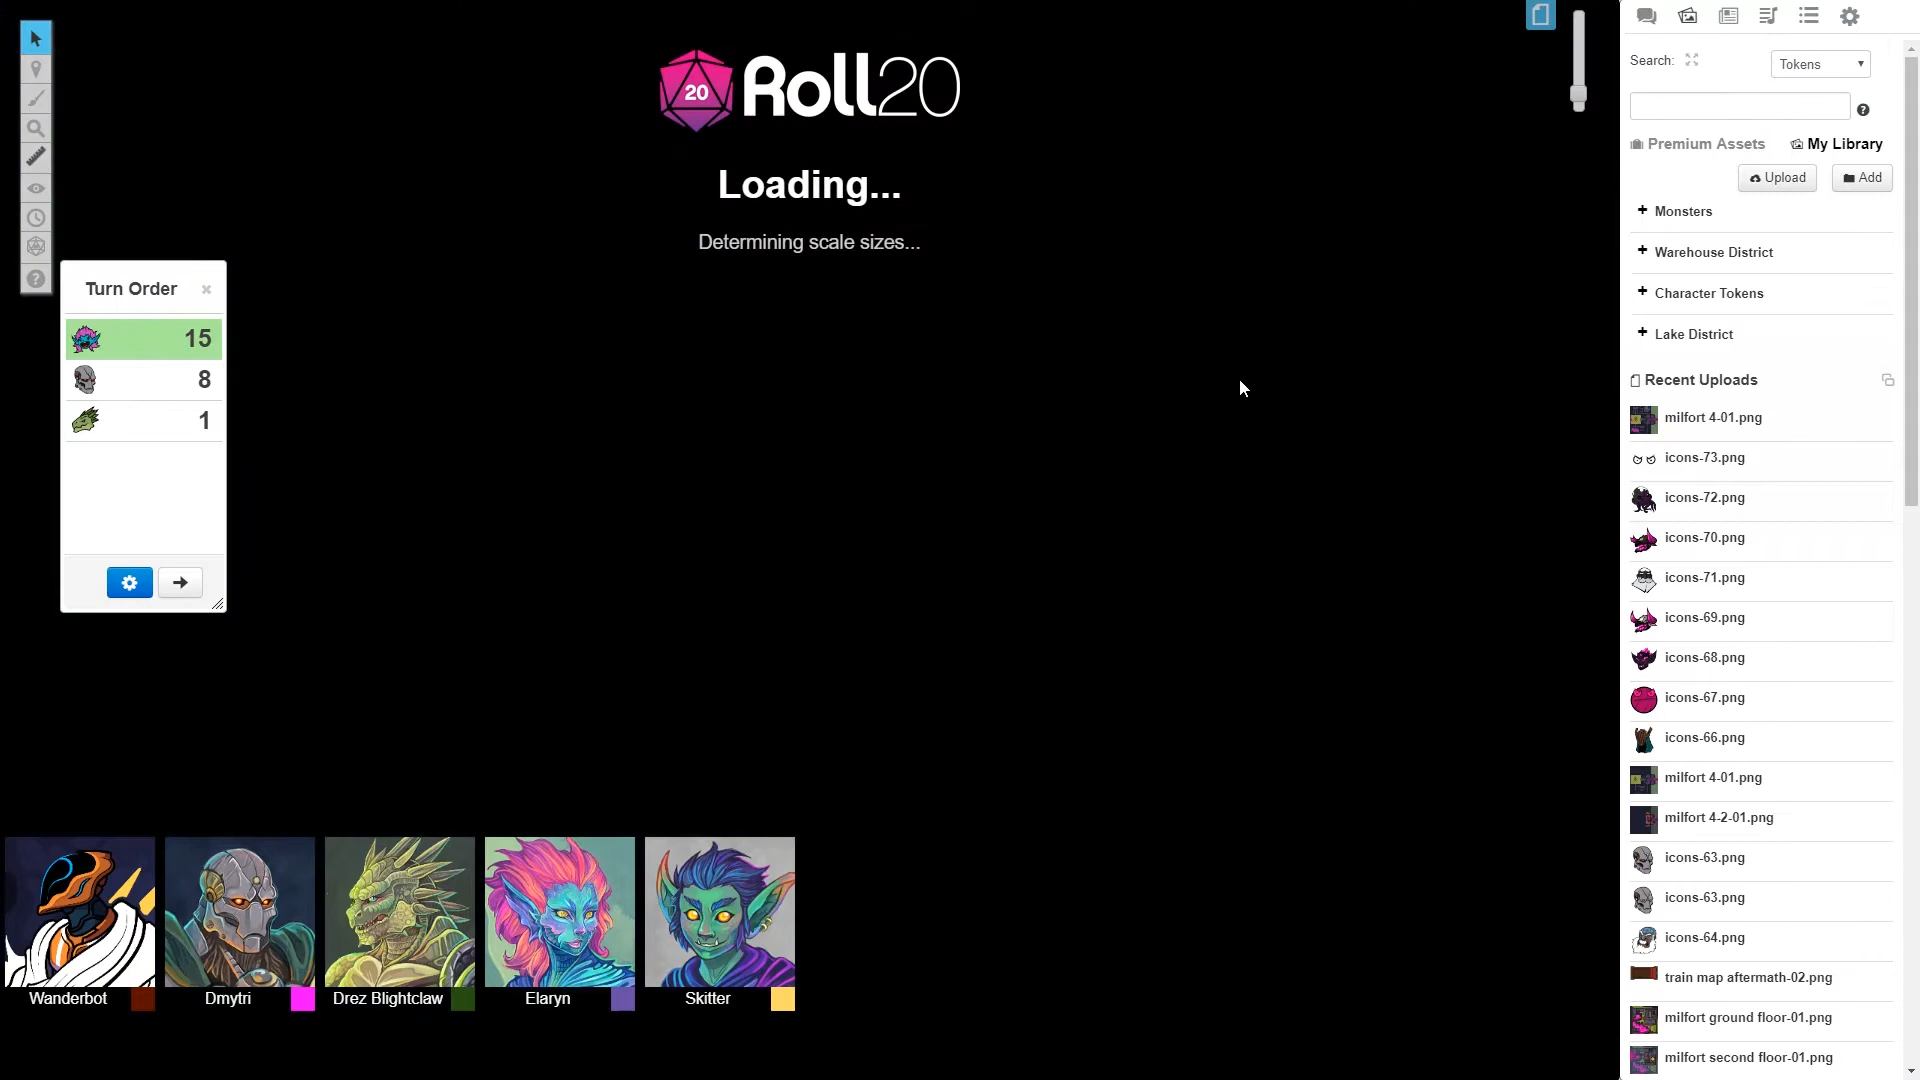 20 Roll20
Loading...
Determining scale sizes...
Turn Order ×
15
8
1
Wanderbot
Dmytri
Drez Blightclaw
Elaryn
Skitter
Search:
Tokens
Premium Assets
My Library
Upload
Add
+ Monsters
+ Warehouse District
+ Character Tokens
+ Lake District
Recent Uploads
milfort 4-01.png
icons-73.png
icons-72.png
icons-70.png
icons-71.png
icons-69.png
icons-68.png
icons-67.png
icons-66.png
milfort 4-01.png
milfort 4-2-01.png
icons-63.png
icons-63.png
icons-64.png
train map aftermath-02.png
milfort ground floor-01.png
milfort second floor-01.png